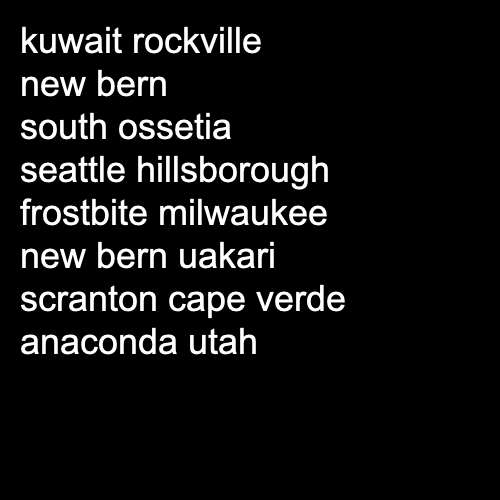 kuwait rockville
new bern
south ossetia
seattle hillsborough
frostbite milwaukee
new bern uakari
scranton cape verde
anaconda utah